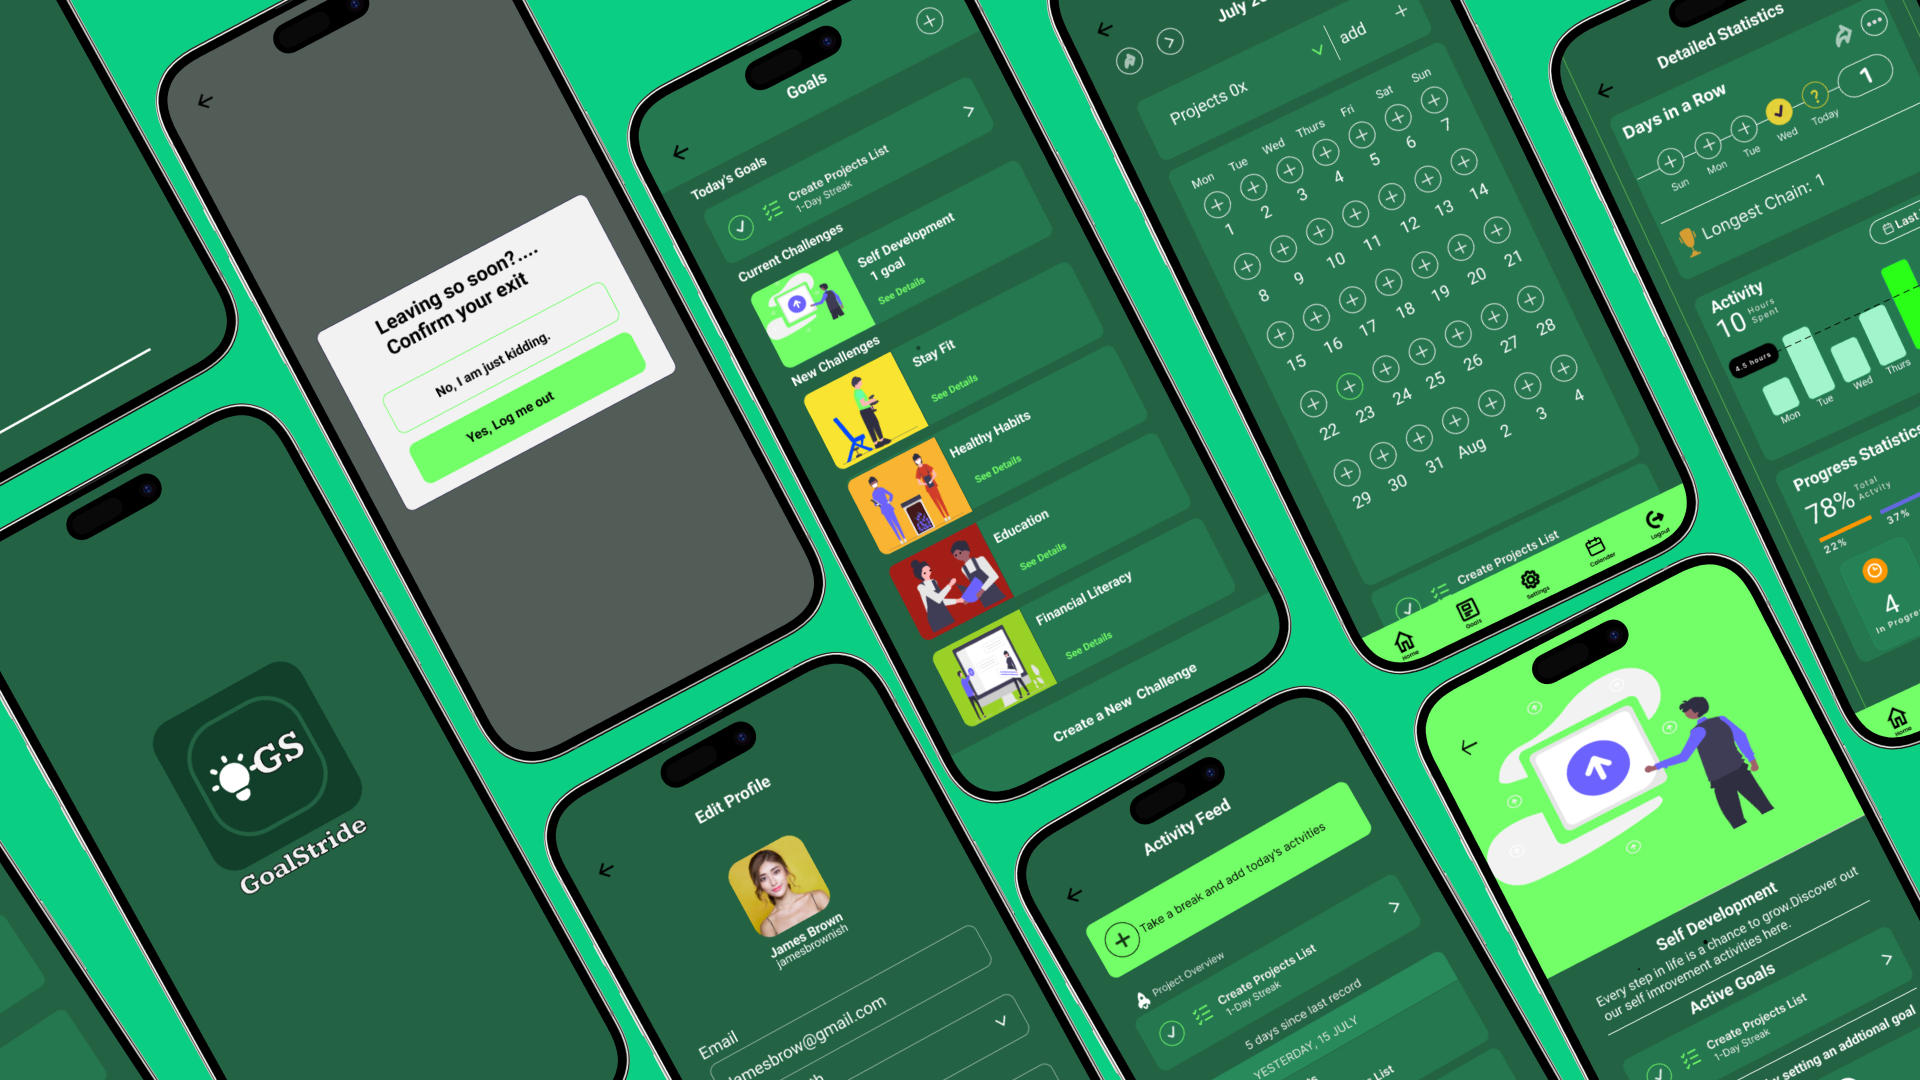 Leaving so soon?....
Confirm your exit
No, I am just kidding.
Yes, Log me out
GS
GoalStride
Goals
Today's Goals
Create Projects List
1-Day Streak
Current Challenges
Self Development
1 goal
See Details
New Challenges
Stay Fit
See Details
Healthy Habits
See Details
Education
See Details
Financial Literacy
See Details
Create a New Challenge
Edit Profile
James Brown
jamesbrownish
Email
jamesbrow@gmail.com
July
Projects 0x
add
Mon Tue Wed Thurs Fri Sat Sun
1 2 3 4 5 6 7
8 9 10 11 12 13 14
15 16 17 18 19 20 21
22 23 24 25 26 27 28
29 30 31 Aug 2 3 4
Create Projects List
Home Goals Settings Calender Logout
Activity Feed
Take a break and add today's actvities
Project Overview
Create Projects List
1-Day Streak
5 days since last record
YESTERDAY, 15 JULY
List
Detailed Statistics
Days in a Row
1
Sun Mon Tue Wed Today
Longest Chain: 1
Last
Activity
10 Hours Spent
4.5 hours
Mon Tue Wed Thurs
Progress Statistics
78% Total Activity
22% 37%
4
In Progre
Home
Self Development
Every step in life is a chance to grow.Discover out
our self imrovement activities here.
Active Goals
Create Projects List
1-Day Streak
setting an addtional goal